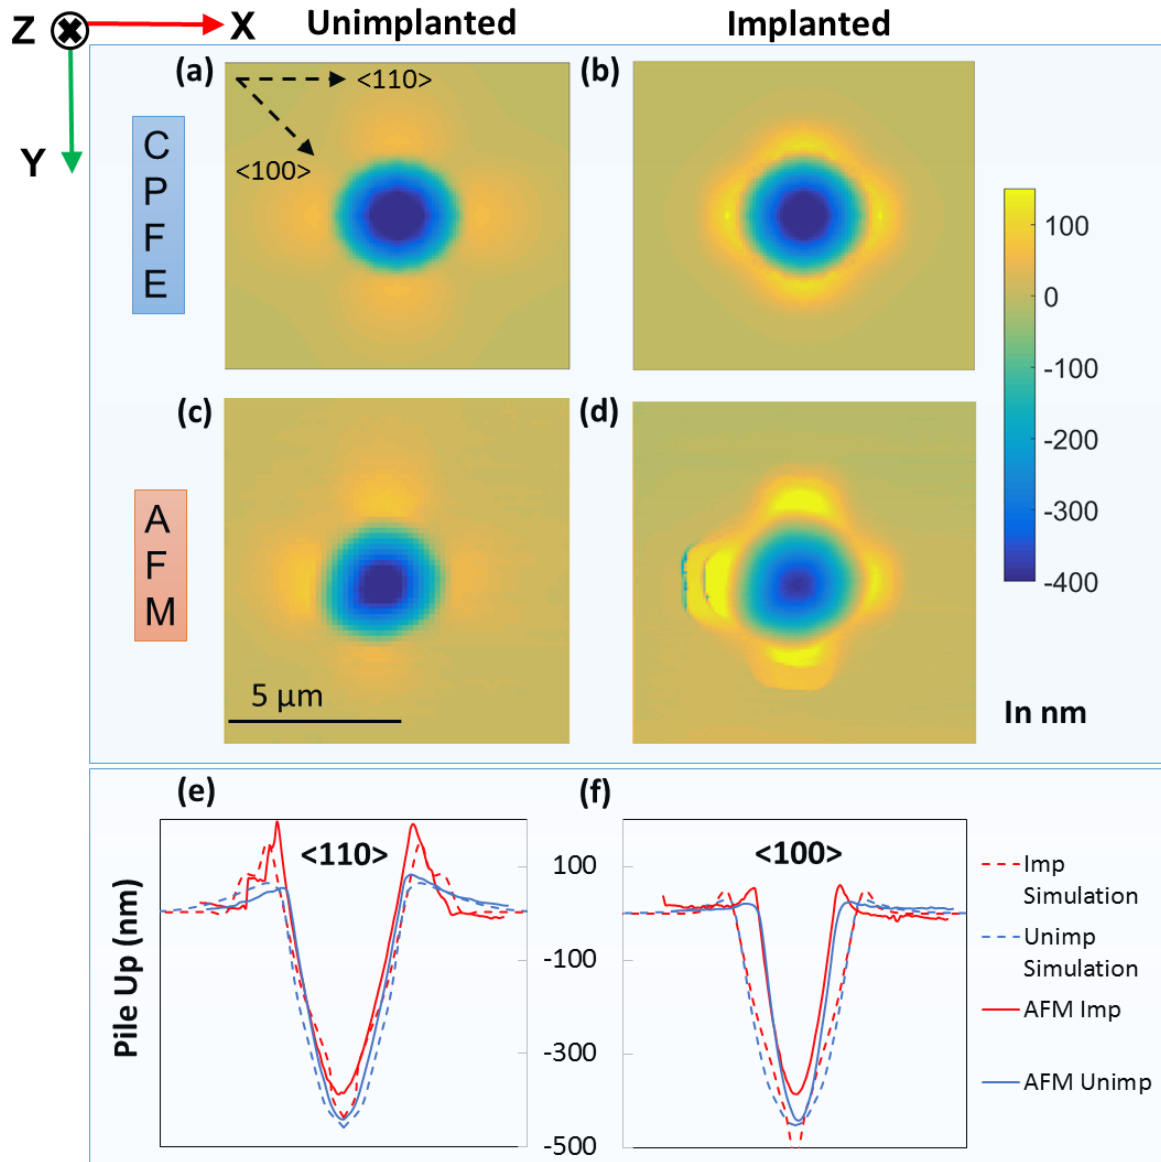 Z X Unimplanted Implanted
Y
(a) <110> (b)
<100>
C
P
F
E
100
0
-100
-200
-300
-400
(c) (d)
A
F
M
5 µm
In nm
(e) (f)
<110> <100>
Pile Up (nm)
100
-100
-300
-500
Imp
Simulation
Unimp
Simulation
AFM Imp
AFM Unimp